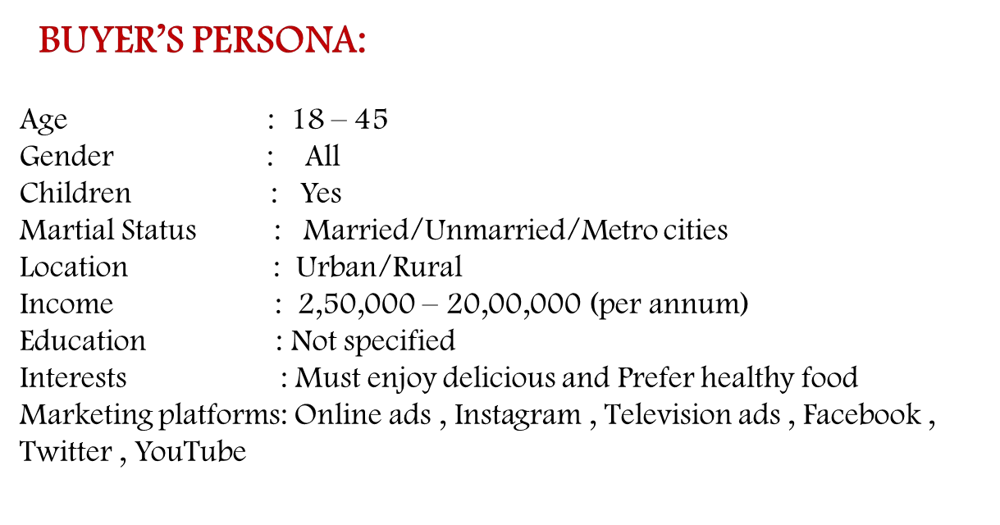 BUYER’S PERSONA:
Age : 18 – 45
Gender : All
Children : Yes
Martial Status : Married/Unmarried/Metro cities
Location : Urban/Rural
Income : 2,50,000 – 20,00,000 (per annum)
Education : Not specified
Interests : Must enjoy delicious and Prefer healthy food
Marketing platforms: Online ads , Instagram , Television ads , Facebook ,
Twitter , YouTube